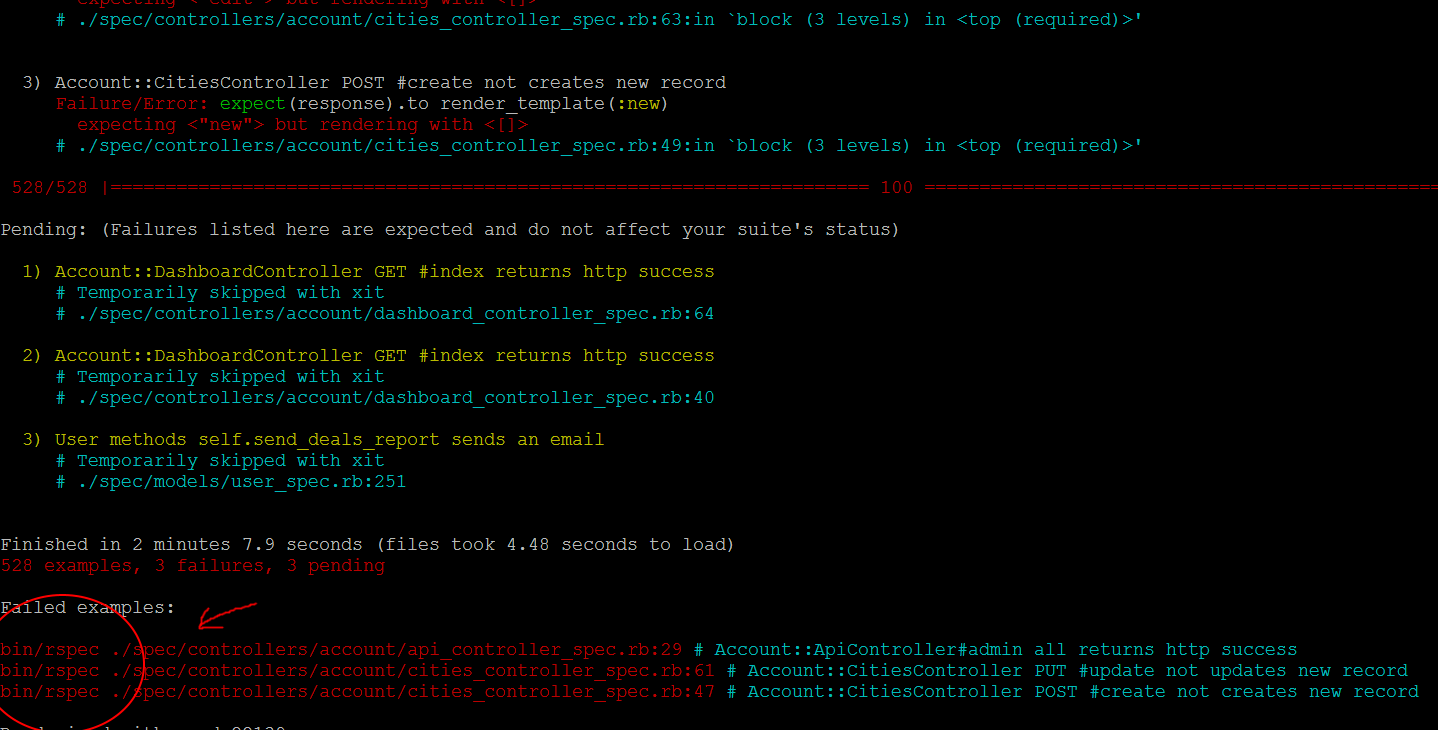 expecting <"edit"> but rendering with <[]>
# ./spec/controllers/account/cities_controller_spec.rb:63:in `block (3 levels) in <top (required)>'
3) Account::CitiesController POST #create not creates new record
Failure/Error: expect(response).to render_template(:new)
expecting <"new"> but rendering with <[]>
# ./spec/controllers/account/cities_controller_spec.rb:49:in `block (3 levels) in <top (required)>'
528/528 |===================================================================== 100 ===============================================
Pending: (Failures listed here are expected and do not affect your suite's status)
1) Account::DashboardController GET #index returns http success
# Temporarily skipped with xit
# ./spec/controllers/account/dashboard_controller_spec.rb:64
2) Account::DashboardController GET #index returns http success
# Temporarily skipped with xit
# ./spec/controllers/account/dashboard_controller_spec.rb:40
3) User methods self.send_deals_report sends an email
# Temporarily skipped with xit
# ./spec/models/user_spec.rb:251
Finished in 2 minutes 7.9 seconds (files took 4.48 seconds to load)
528 examples, 3 failures, 3 pending
Failed examples:
bin/rspec ./spec/controllers/account/api_controller_spec.rb:29 # Account::ApiController#admin all returns http success
bin/rspec ./spec/controllers/account/cities_controller_spec.rb:61 # Account::CitiesController PUT #update not updates new record
bin/rspec ./spec/controllers/account/cities_controller_spec.rb:47 # Account::CitiesController POST #create not creates new record